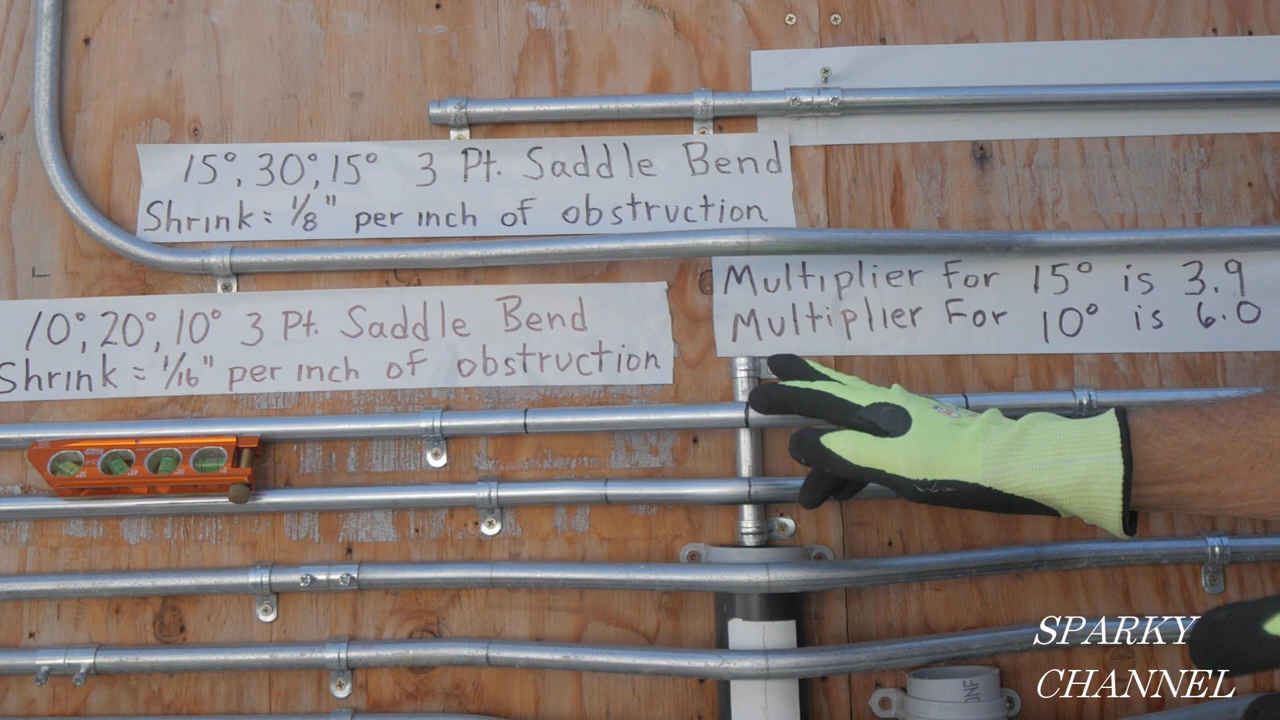 15°, 30°, 15° 3 Pt. Saddle Bend
Shrink = 1/8" per inch of obstruction
Multiplier For 15° is 3.9
Multiplier For 10° is 6.0
10°, 20°, 10° 3 Pt. Saddle Bend
Shrink = 1/16" per inch of obstruction
SPARKY
CHANNEL